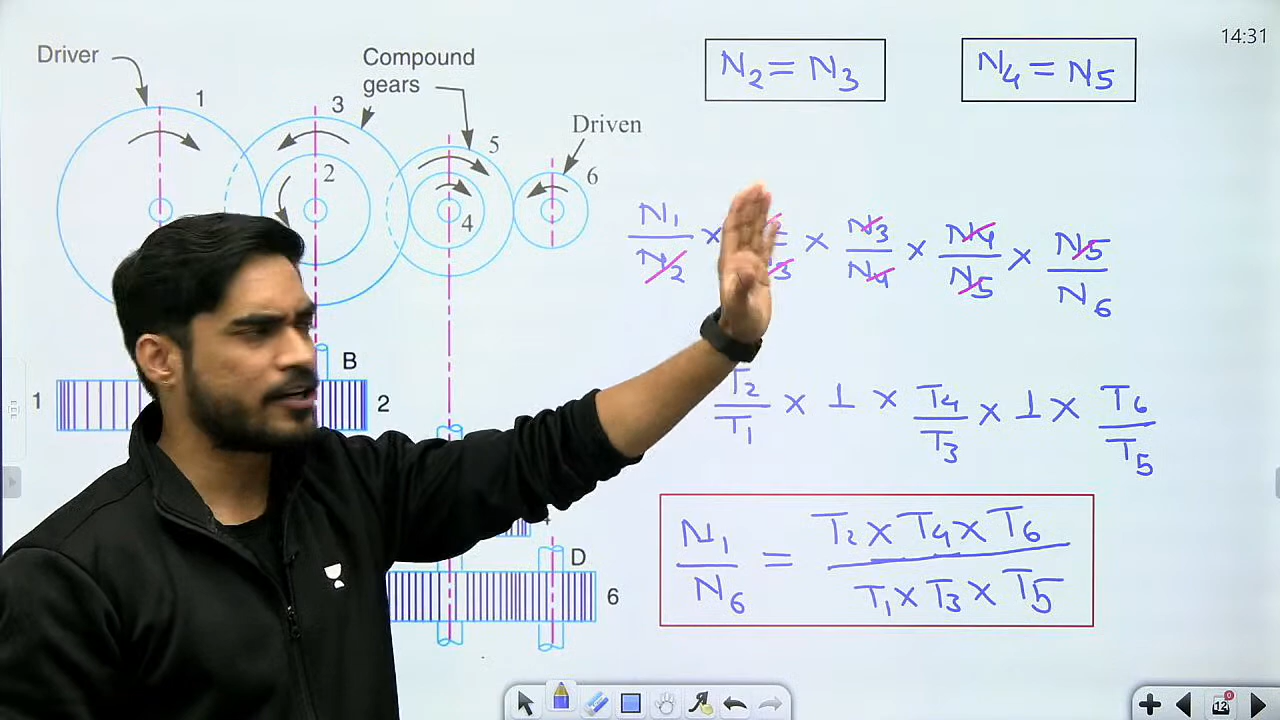 14:31
Driver
Compound
gears
1
3
5
Driven
2
6
4
N2 = N3
N4 = N5
N1/N2 × × N3/N4 × N4/N5 × N5/N6
T2/T1 × 1 × T4/T3 × 1 × T6/T5
N1/N6 = T2 × T4 × T6 / T1 × T3 × T5
B
1
2
D
6
12
0